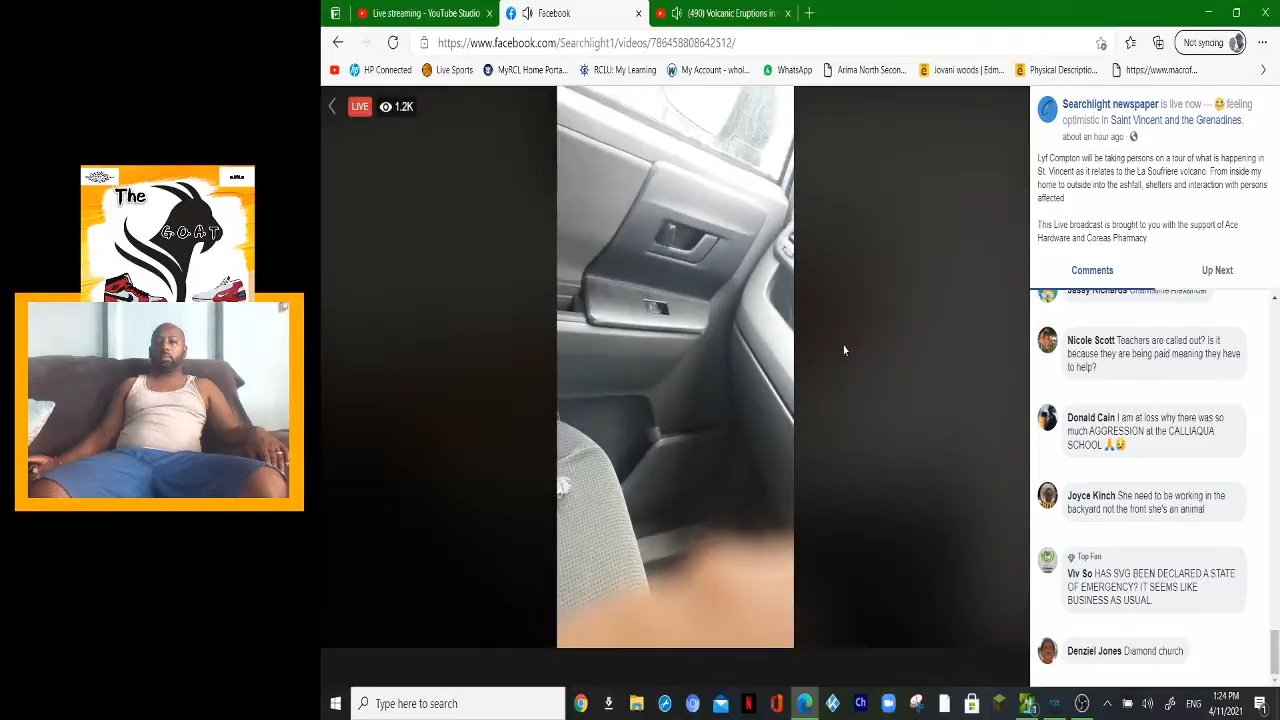 Live streaming - YouTube Studio
Facebook
(490) Volcanic Eruptions in
https://www.facebook.com/Searchlight1/videos/786458808642512/
Not syncing
HP Connected
Live Sports
MyRCL Home Porta...
RCLU: My Learning
My Account - whol...
WhatsApp
Arima North Secon...
Jovani woods | Edm...
Physical Descriptio...
https://www.macrot...
LIVE
1.2K
Searchlight newspaper is live now — feeling
optimistic in Saint Vincent and the Grenadines.
about an hour ago
Lyf Compton will be taking persons on a tour of what is happening in
St. Vincent as it relates to the La Soufriere volcano. From inside my
home to outside into the ashfall, shelters and interaction with persons
affected
This Live broadcast is brought to you with the support of Ace
Hardware and Coreas Pharmacy.
Comments
Up Next
Jassy Richards Charmaine Alexander
Nicole Scott Teachers are called out? Is it
because they are being paid meaning they have
to help?
Donald Cain I am at loss why there was so
much AGGRESSION at the CALLIAQUA
SCHOOL
Joyce Kinch She need to be working in the
backyard not the front she's an animal
Top Fan
Viv So HAS SVG BEEN DECLARED A STATE
OF EMERGENCY? IT SEEMS LIKE
BUSINESS AS USUAL.
Denziel Jones Diamond church
The
G.O.A.T
Type here to search
ENG
1:24 PM
4/11/2021